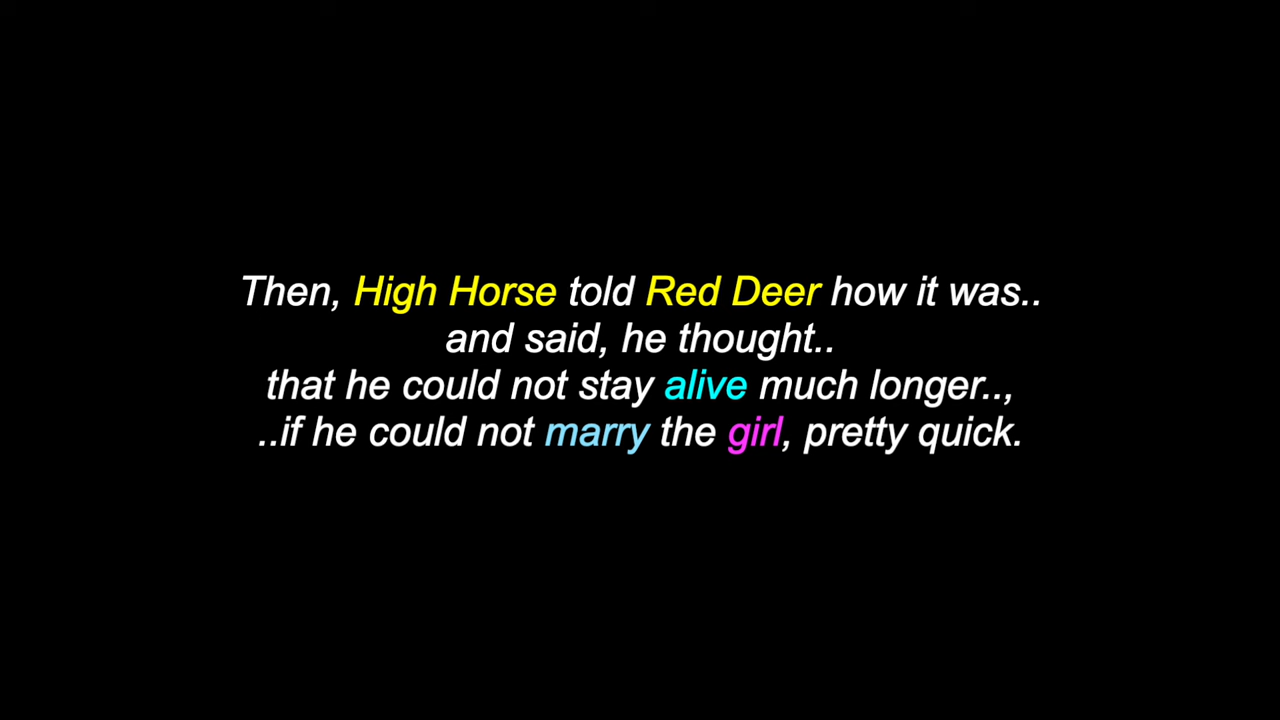 Then, High Horse told Red Deer how it was..
and said, he thought..
that he could not stay alive much longer..,
..if he could not marry the girl, pretty quick.